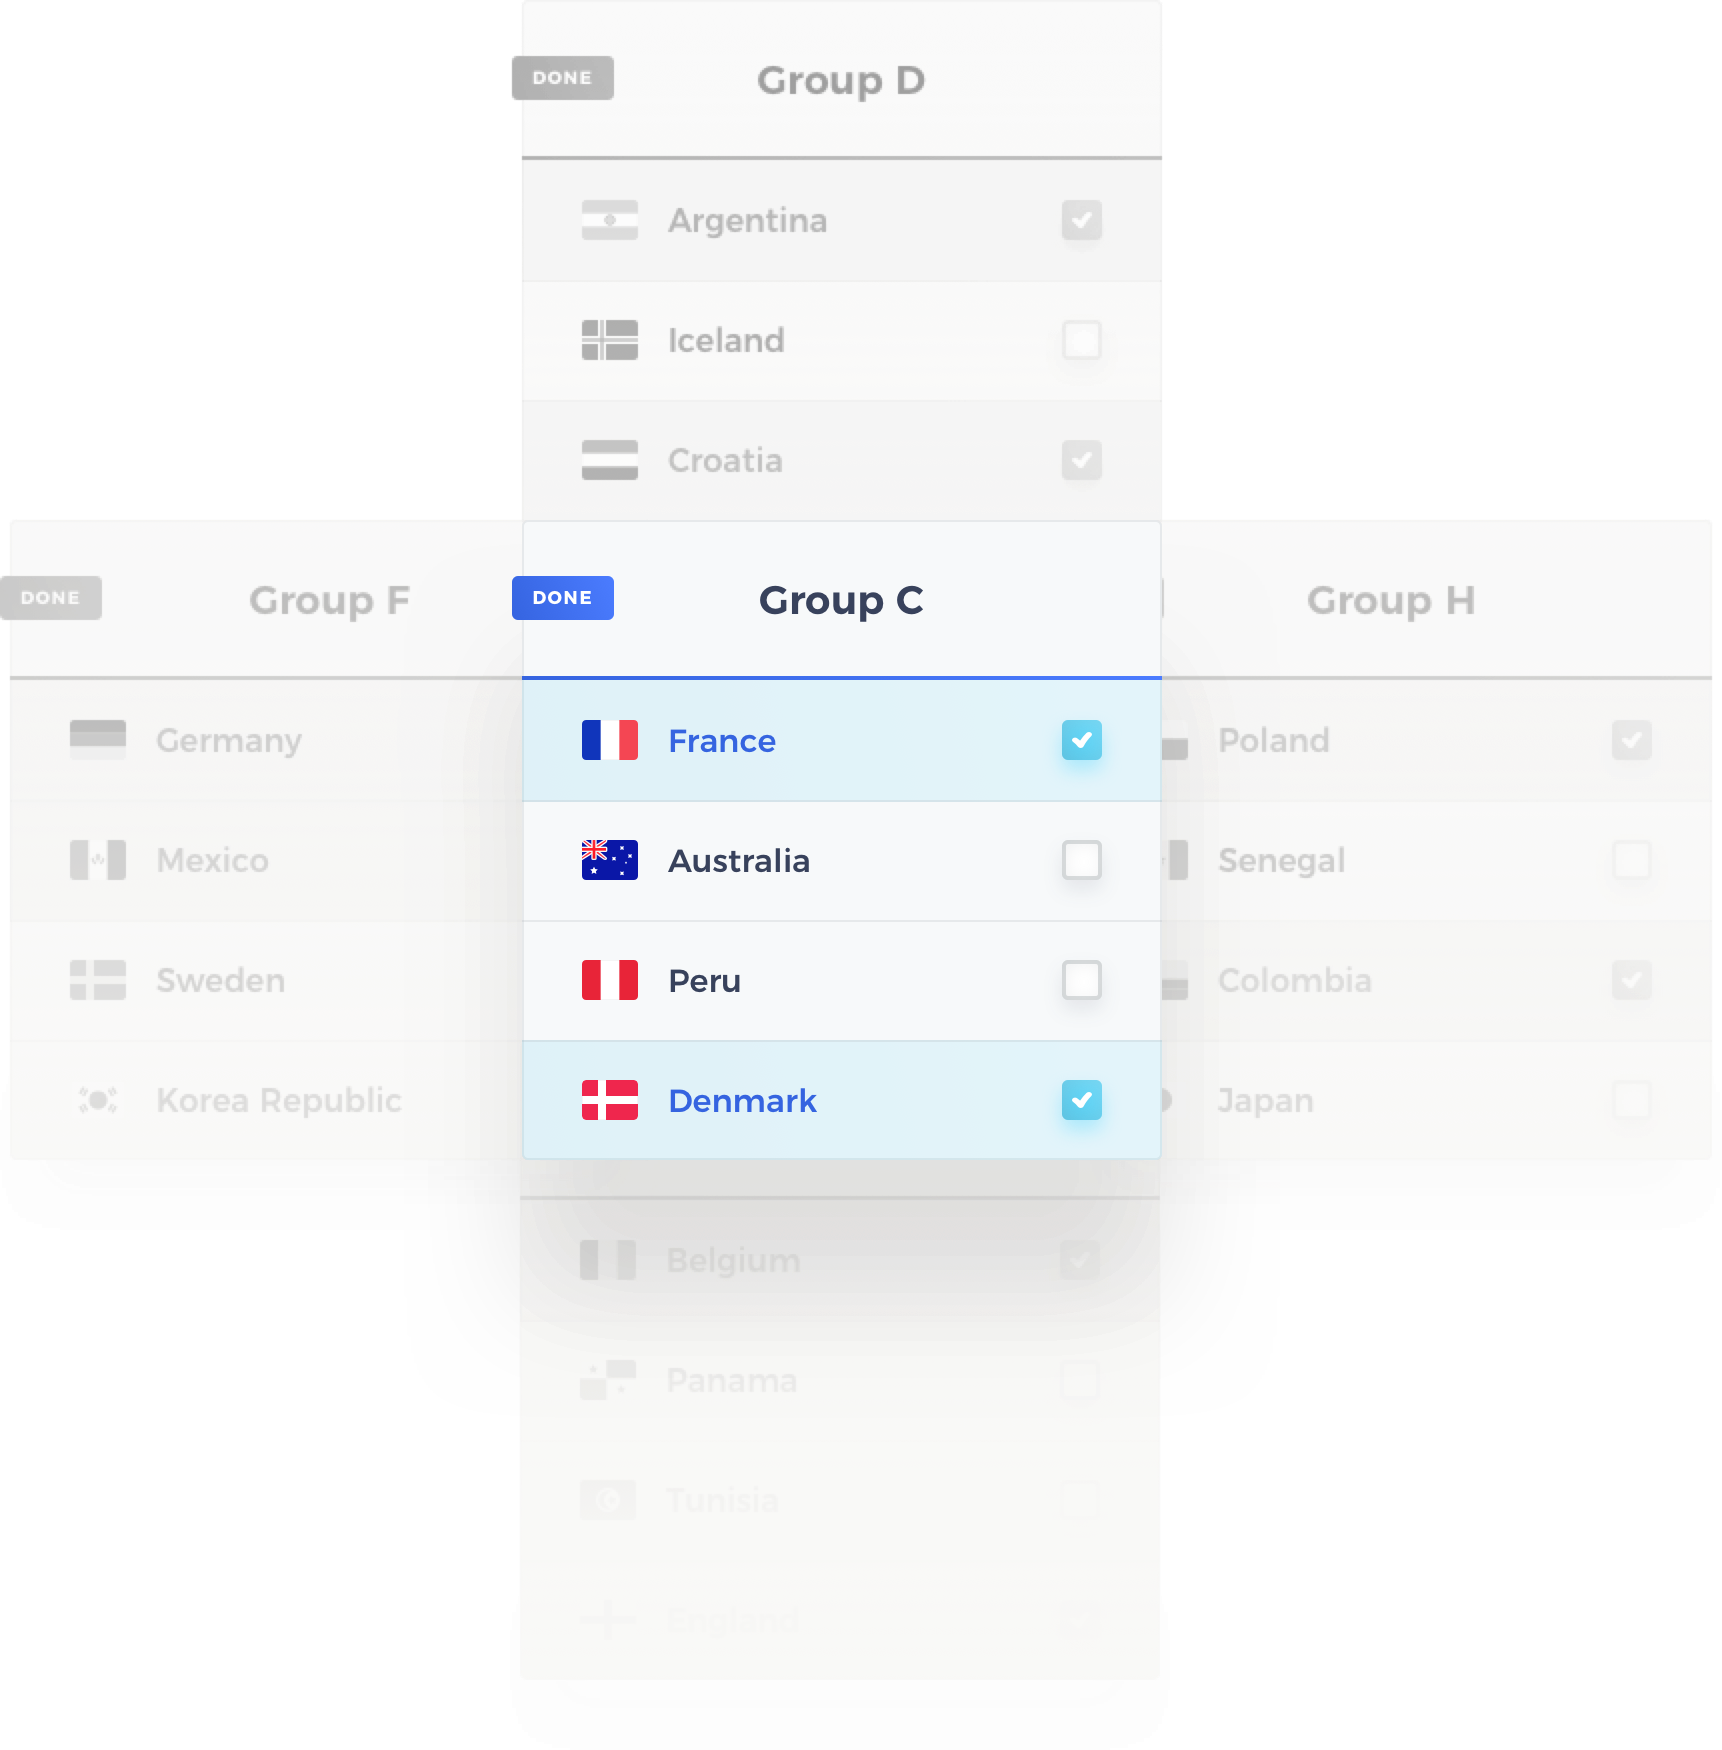 DONE
Group D
Argentina
Iceland
Croatia
DONE
Group F
Germany
Mexico
Sweden
Korea Republic
DONE
Group C
France
Australia
Peru
Denmark
Group H
Poland
Senegal
Colombia
Japan
Belgium
Panama
Tunisia
England